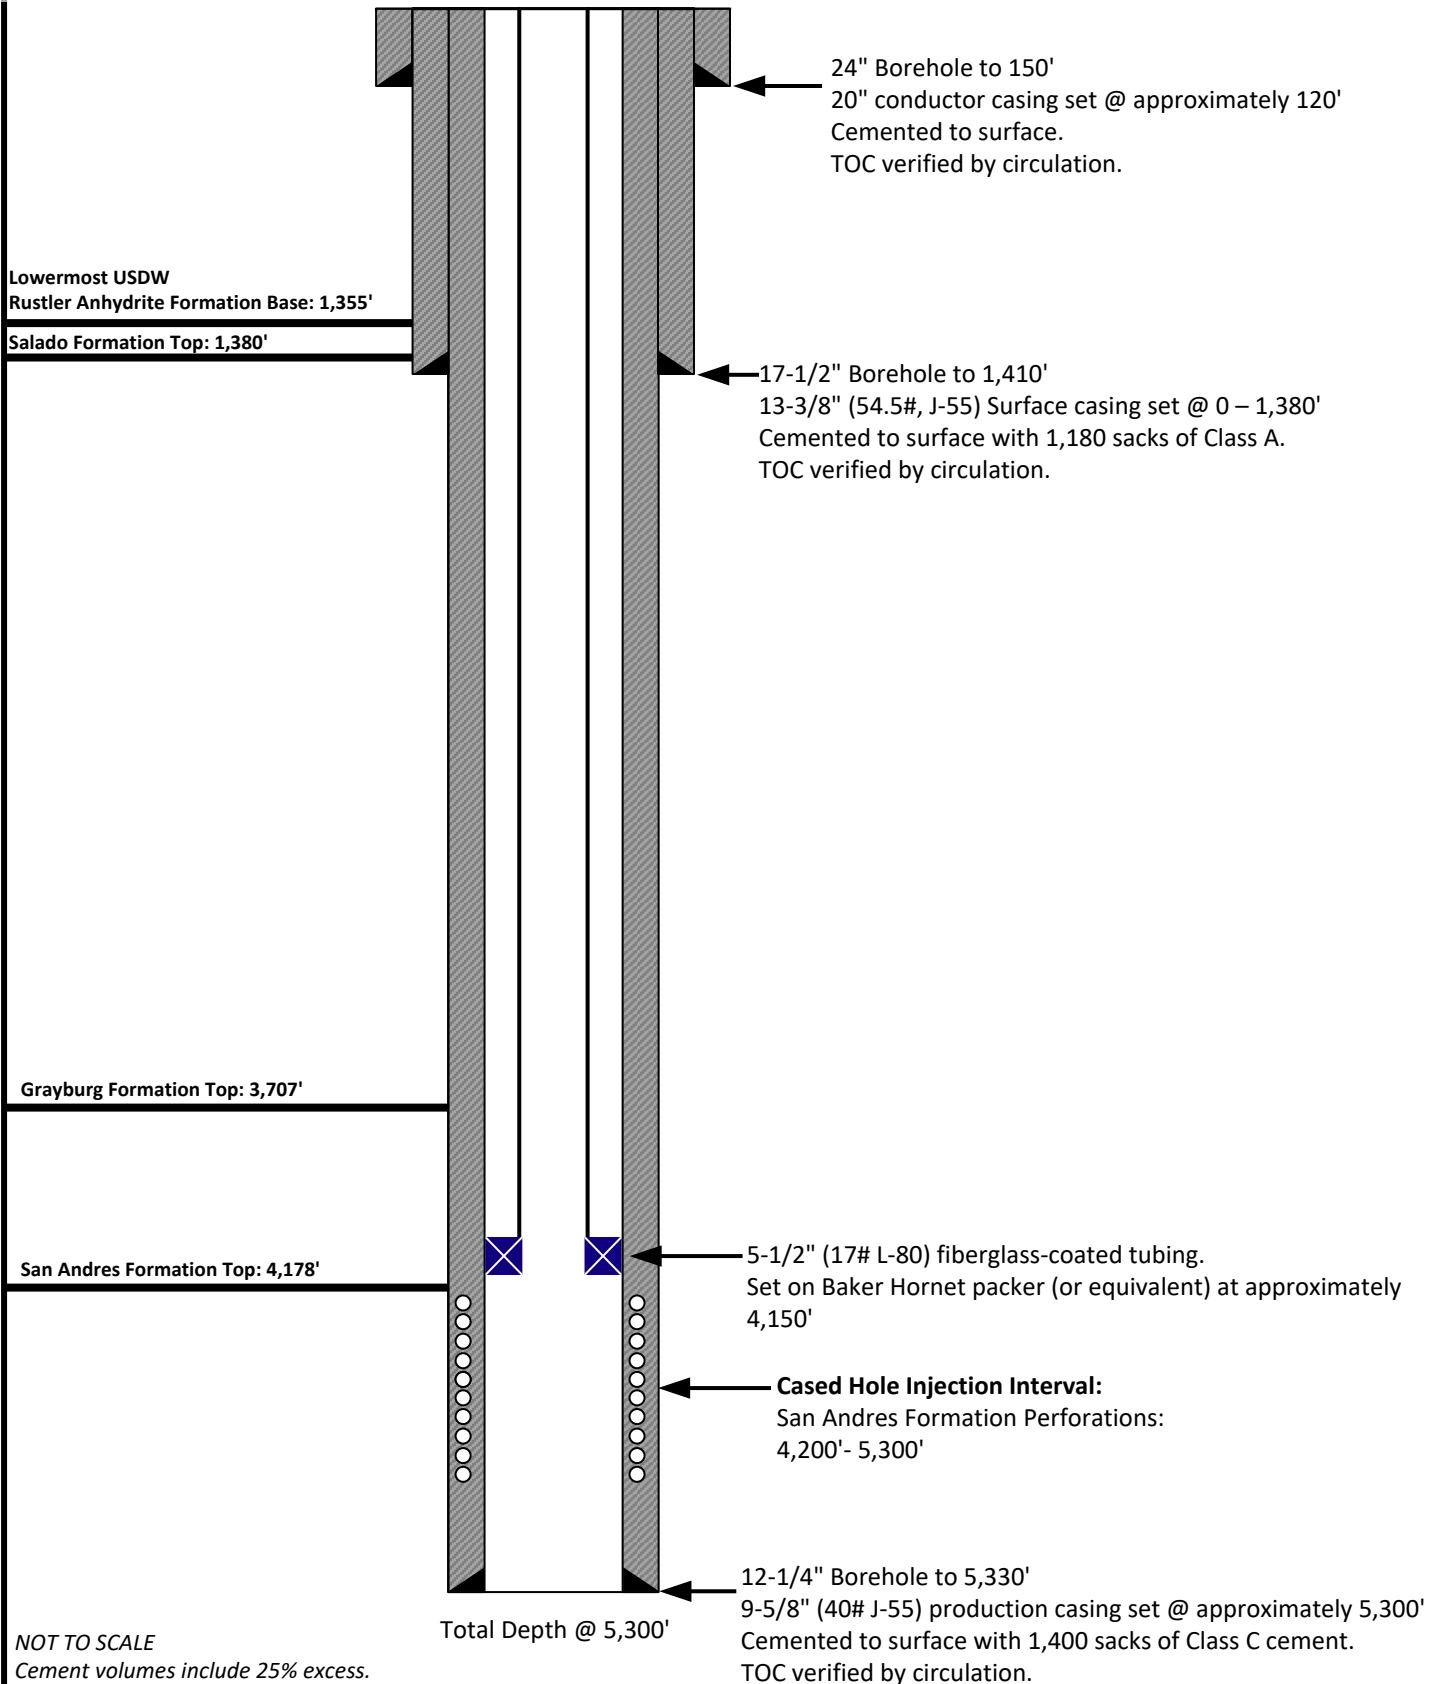 24" Borehole to 150'
20" conductor casing set @ approximately 120'
Cemented to surface.
TOC verified by circulation.
Lowermost USDW
Rustler Anhydrite Formation Base: 1,355'
Salado Formation Top: 1,380'
17-1/2" Borehole to 1,410'
13-3/8" (54.5#, J-55) Surface casing set @ 0 – 1,380'
Cemented to surface with 1,180 sacks of Class A.
TOC verified by circulation.
Grayburg Formation Top: 3,707'
San Andres Formation Top: 4,178'
5-1/2" (17# L-80) fiberglass-coated tubing.
Set on Baker Hornet packer (or equivalent) at approximately
4,150'
Cased Hole Injection Interval:
San Andres Formation Perforations:
4,200'- 5,300'
12-1/4" Borehole to 5,330'
9-5/8" (40# J-55) production casing set @ approximately 5,300'
Cemented to surface with 1,400 sacks of Class C cement.
TOC verified by circulation.
Total Depth @ 5,300'
NOT TO SCALE
Cement volumes include 25% excess.